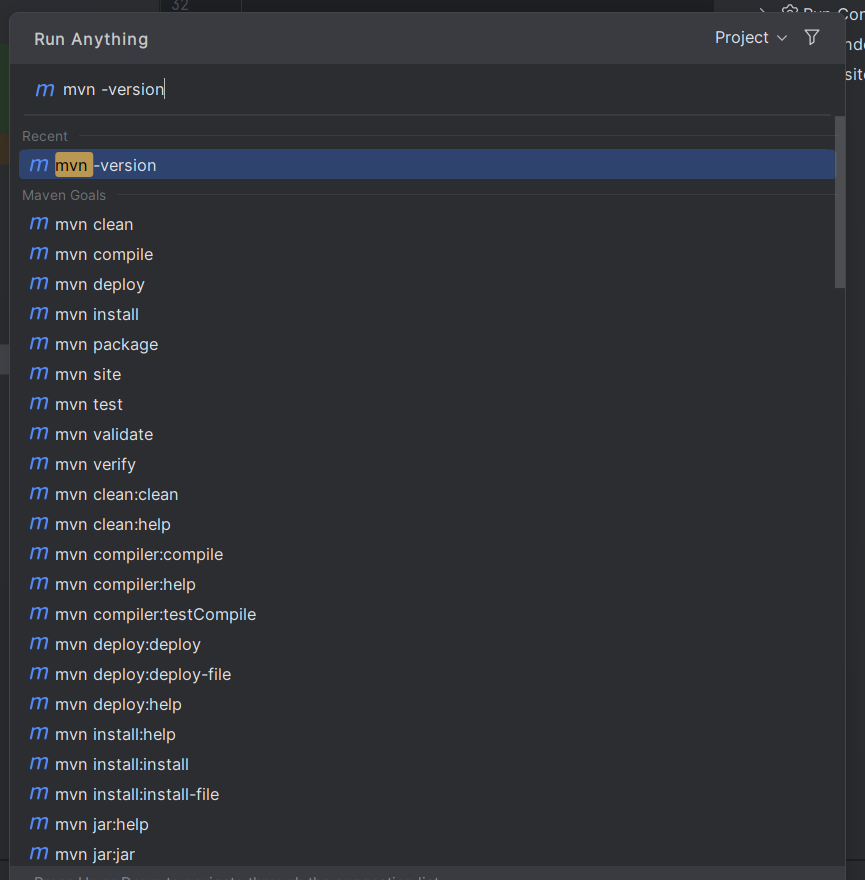 32
Run Con
Run Anything
Project
m mvn -version
Recent
m mvn -version
Maven Goals
m mvn clean
m mvn compile
m mvn deploy
m mvn install
m mvn package
m mvn site
m mvn test
m mvn validate
m mvn verify
m mvn clean:clean
m mvn clean:help
m mvn compiler:compile
m mvn compiler:help
m mvn compiler:testCompile
m mvn deploy:deploy
m mvn deploy:deploy-file
m mvn deploy:help
m mvn install:help
m mvn install:install
m mvn install:install-file
m mvn jar:help
m mvn jar:jar